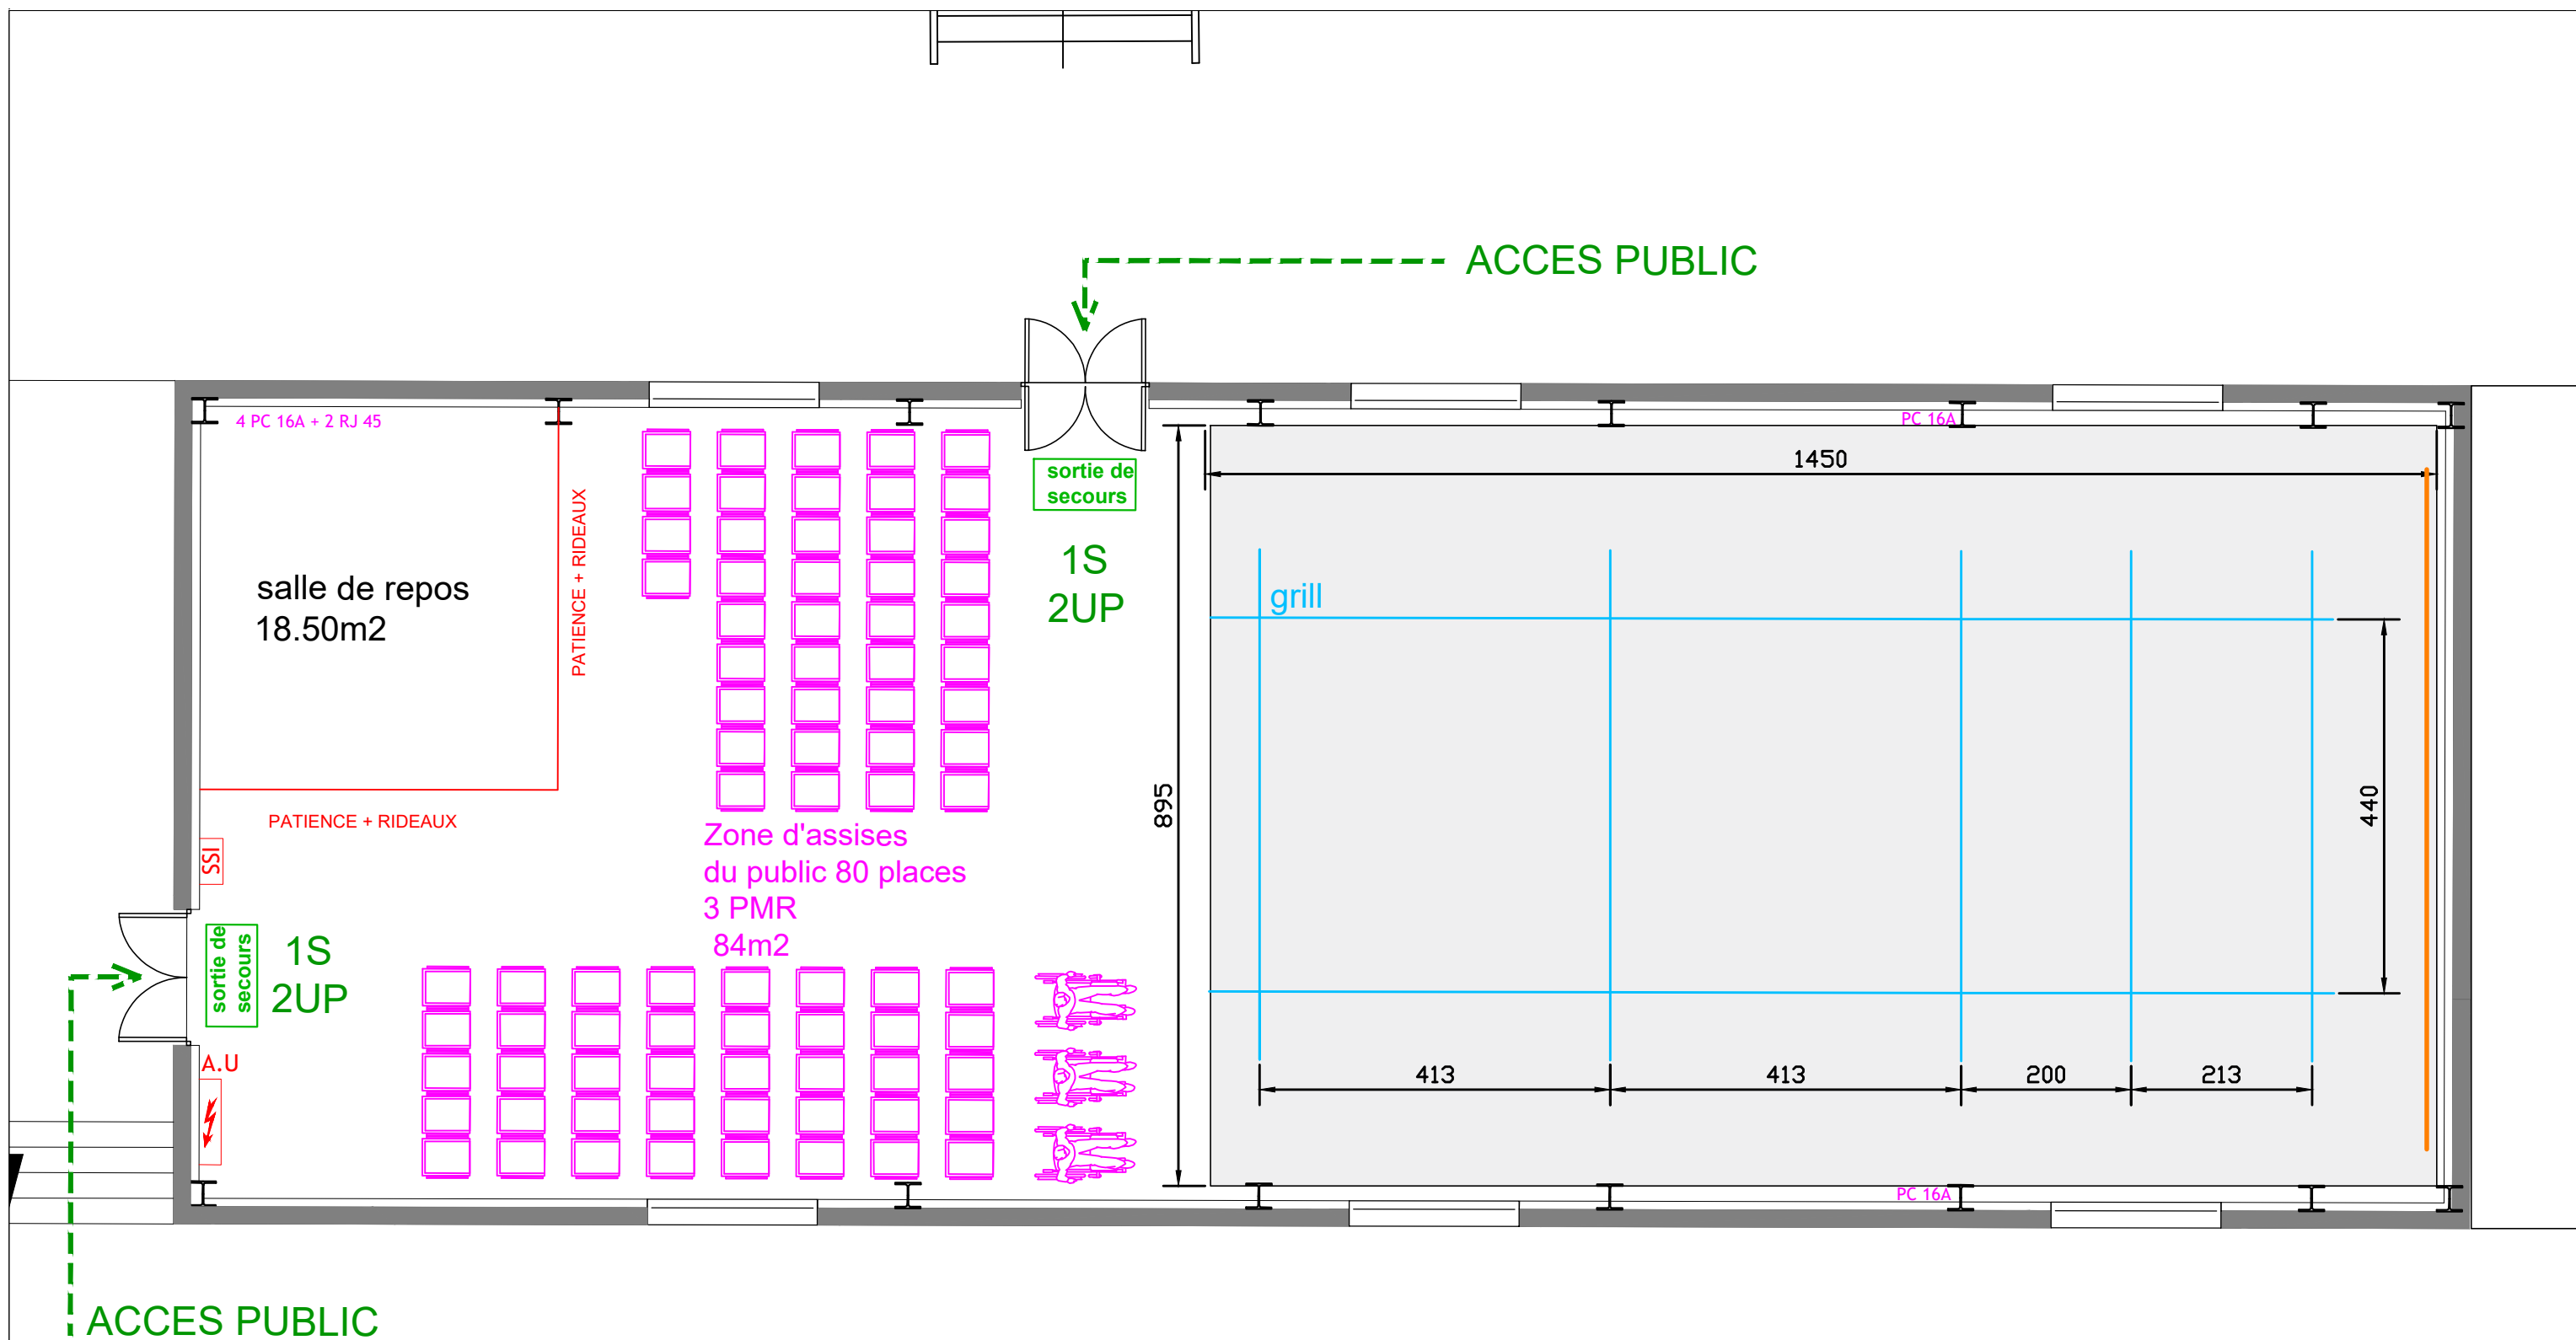 ACCES PUBLIC
4 PC 16A + 2 RJ 45
PC 16A
1450
sortie de
secours
PATIENCE + RIDEAUX
1S
2UP
salle de repos
18.50m2
grill
PATIENCE + RIDEAUX
895
440
Zone d'assises
du public 80 places
3 PMR
84m2
SSI
sortie de
secours
1S
2UP
A.U
413
413
200
213
PC 16A
ACCES PUBLIC